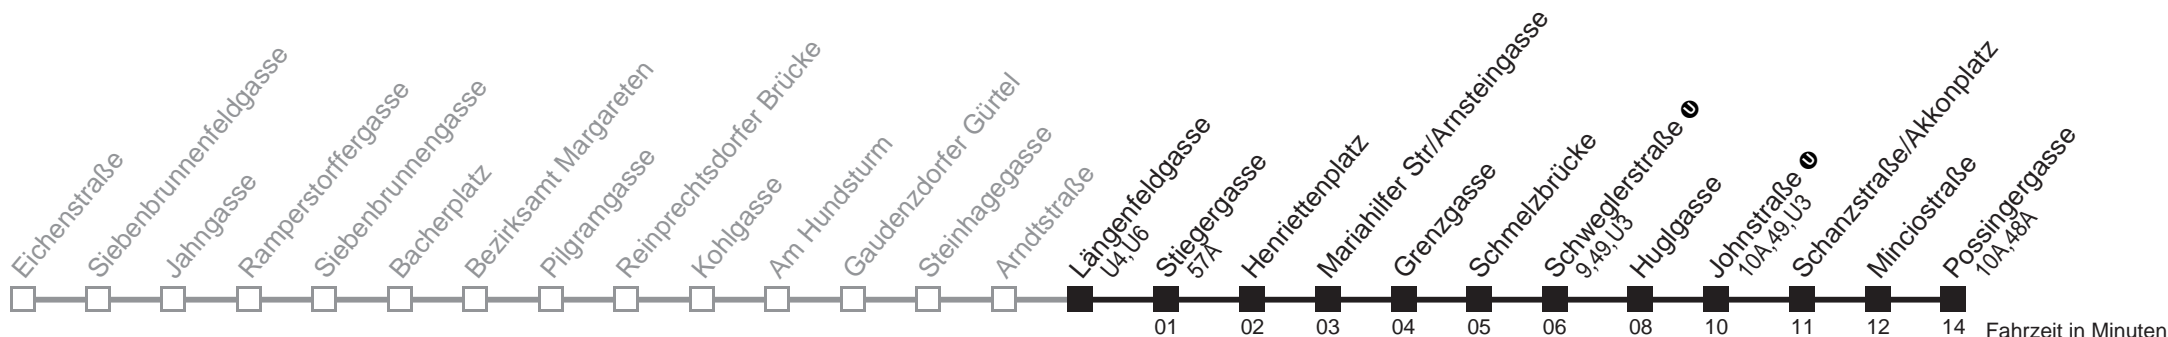 Eichenstraße
Siebenbrunnenfeldgasse
Jahngasse
Ramperstorffergasse
Siebenbrunnengasse
Bacherplatz
Bezirksamt Margareten
Pilgramgasse
Reinprechtsdorfer Brücke
Kohlgasse
Am Hundsturm
Gaudenzdorfer Gürtel
Steinhagegasse
Arndtstraße
Längenfeldgasse
U4,U6
Stiegergasse
57A
Henriettenplatz
Mariahilfer Str/Arnsteingasse
Grenzgasse
Schmelzbrücke
Schweglerstraße U
9,49,U3
Huglgasse
Johnstraße U
10A,49,U3
Schanzstraße/Akkonplatz
Minciostraße
Possingergasse
10A,48A
01 02 03 04 05 06 08 10 11 12 14 Fahrzeit in Minuten